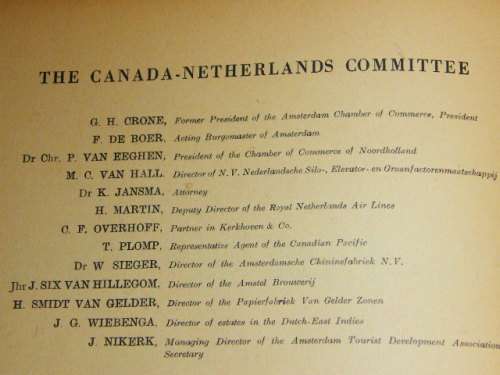 THE CANADA-NETHERLANDS COMMITTEE
G. H. CRONE, Former President of the Amsterdam Chamber of Commerce, President
F. DE BOER, Acting Burgomaster of Amsterdam
Dr Chr. P. VAN EEGHEN, President of the Chamber of Commerce of Noordholland
M. C. VAN HALL, Director of N.V. Nederlandsche Silo-, Elevator- en Graanfactorenmaatschappij
Dr K. JANSMA, Attorney
H. MARTIN, Deputy Director of the Royal Netherlands Air Lines
C. F. OVERHOFF, Partner in Kerkhoven & Co.
T. PLOMP, Representative Agent of the Canadian Pacific
Dr W SIEGER, Director of the Amsterdamsche Chininefabriek N.V.
Jhr J. SIX VAN HILLEGOM, Director of the Amstel Brouwerij
H. SMIDT VAN GELDER, Director of the Papierfabriek Van Gelder Zonen
J. G. WIEBENGA, Director of estates in the Dutch-East Indies
J. NIKERK, Managing Director of the Amsterdam Tourist Development Association
Secretary